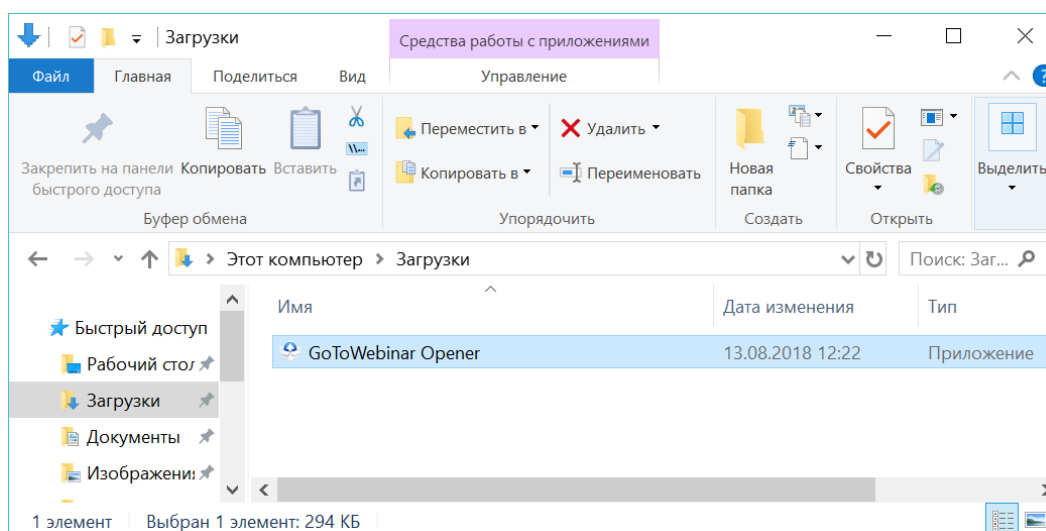 Загрузки
Средства работы с приложениями
Файл Главная Поделиться Вид Управление
Закрепить на панели быстрого доступа
Копировать
Вставить
Переместить в
Копировать в
Удалить
Переименовать
Новая папка
Свойства
Выделить
Буфер обмена Упорядочить Создать Открыть
Этот компьютер > Загрузки
Поиск: Заг...
Имя Дата изменения Тип
Быстрый доступ
GoToWebinar Opener 13.08.2018 12:22 Приложение
Рабочий стол
Загрузки
Документы
Изображения
1 элемент Выбран 1 элемент: 294 КБ